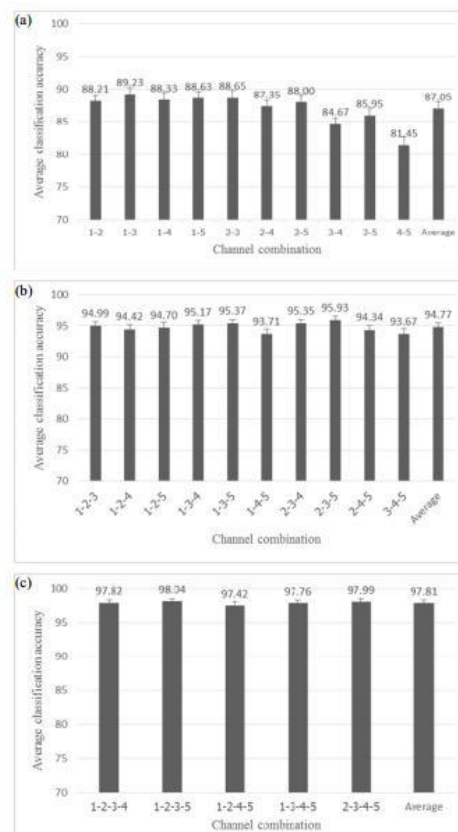 (a)
100
95
90
85
80
75
70
Average classification accuracy
88.21 89.23 88.33 88.63 88.65 87.35 88.00 84.67 85.95 81.45 87.05
1-2 1-3 1-4 1-5 2-3 2-4 2-5 3-4 3-5 4-5 Average
Channel combination
(b)
100
95
90
85
80
75
70
Average classification accuracy
94.99 94.42 94.70 95.17 95.37 93.71 95.35 95.93 94.34 93.67 94.77
1-2-3 1-2-4 1-2-5 1-3-4 1-3-5 1-4-5 2-3-4 2-3-5 2-4-5 3-4-5 Average
Channel combination
(c)
100
95
90
85
80
75
70
Average classification accuracy
97.82 98.04 97.42 97.76 97.99 97.81
1-2-3-4 1-2-3-5 1-2-4-5 1-3-4-5 2-3-4-5 Average
Channel combination